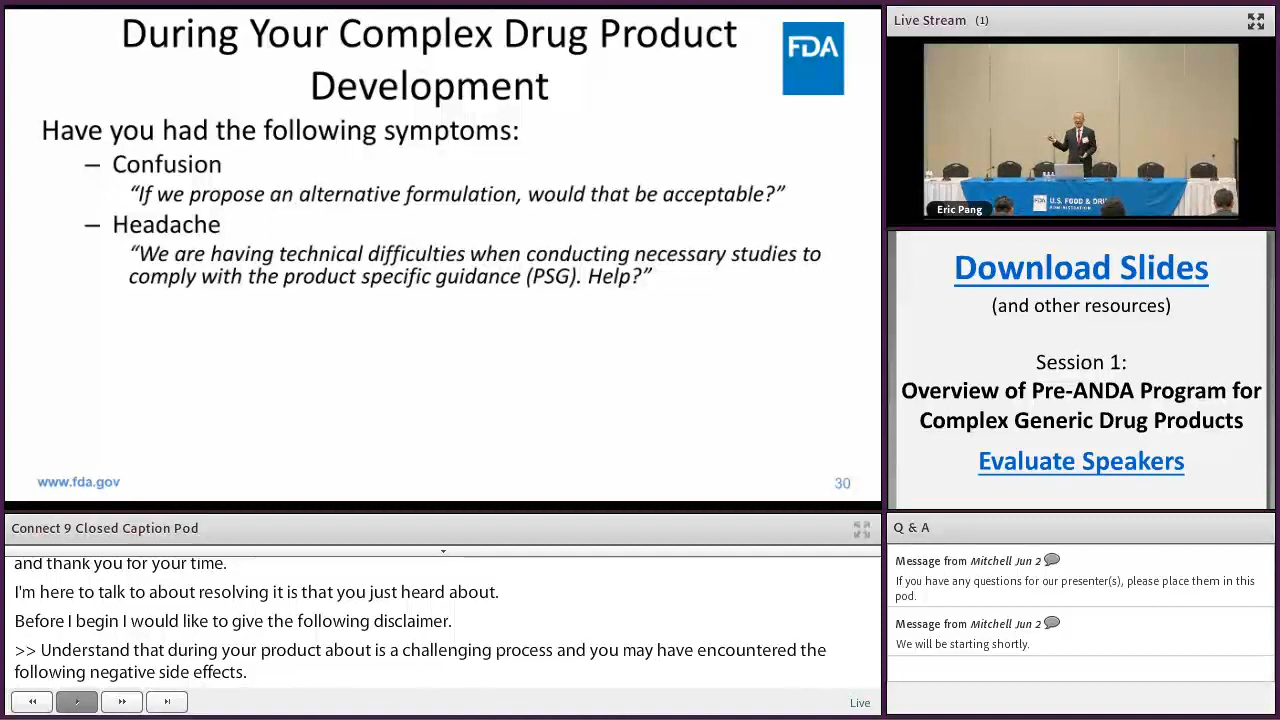 During Your Complex Drug Product
Development
FDA
Have you had the following symptoms:
– Confusion
“If we propose an alternative formulation, would that be acceptable?”
– Headache
“We are having technical difficulties when conducting necessary studies to
comply with the product specific guidance (PSG). Help?”
www.fda.gov
30
Live Stream (1)
Eric Pang
FDA
U.S. FOOD & DRUG
ADMINISTRATION
Download Slides
(and other resources)
Session 1:
Overview of Pre-ANDA Program for
Complex Generic Drug Products
Evaluate Speakers
Connect 9 Closed Caption Pod
and thank you for your time.
I'm here to talk to about resolving it is that you just heard about.
Before I begin I would like to give the following disclaimer.
>> Understand that during your product about is a challenging process and you may have encountered the
following negative side effects.
Live
Q & A
Message from Mitchell Jun 2
If you have any questions for our presenter(s), please place them in this
pod.
Message from Mitchell Jun 2
We will be starting shortly.